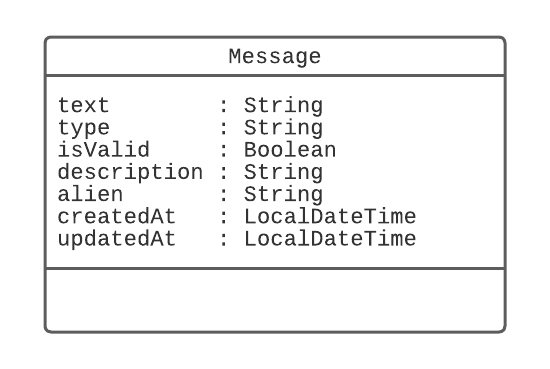 Message
text : String
type : String
isValid : Boolean
description : String
alien : String
createdAt : LocalDateTime
updatedAt : LocalDateTime